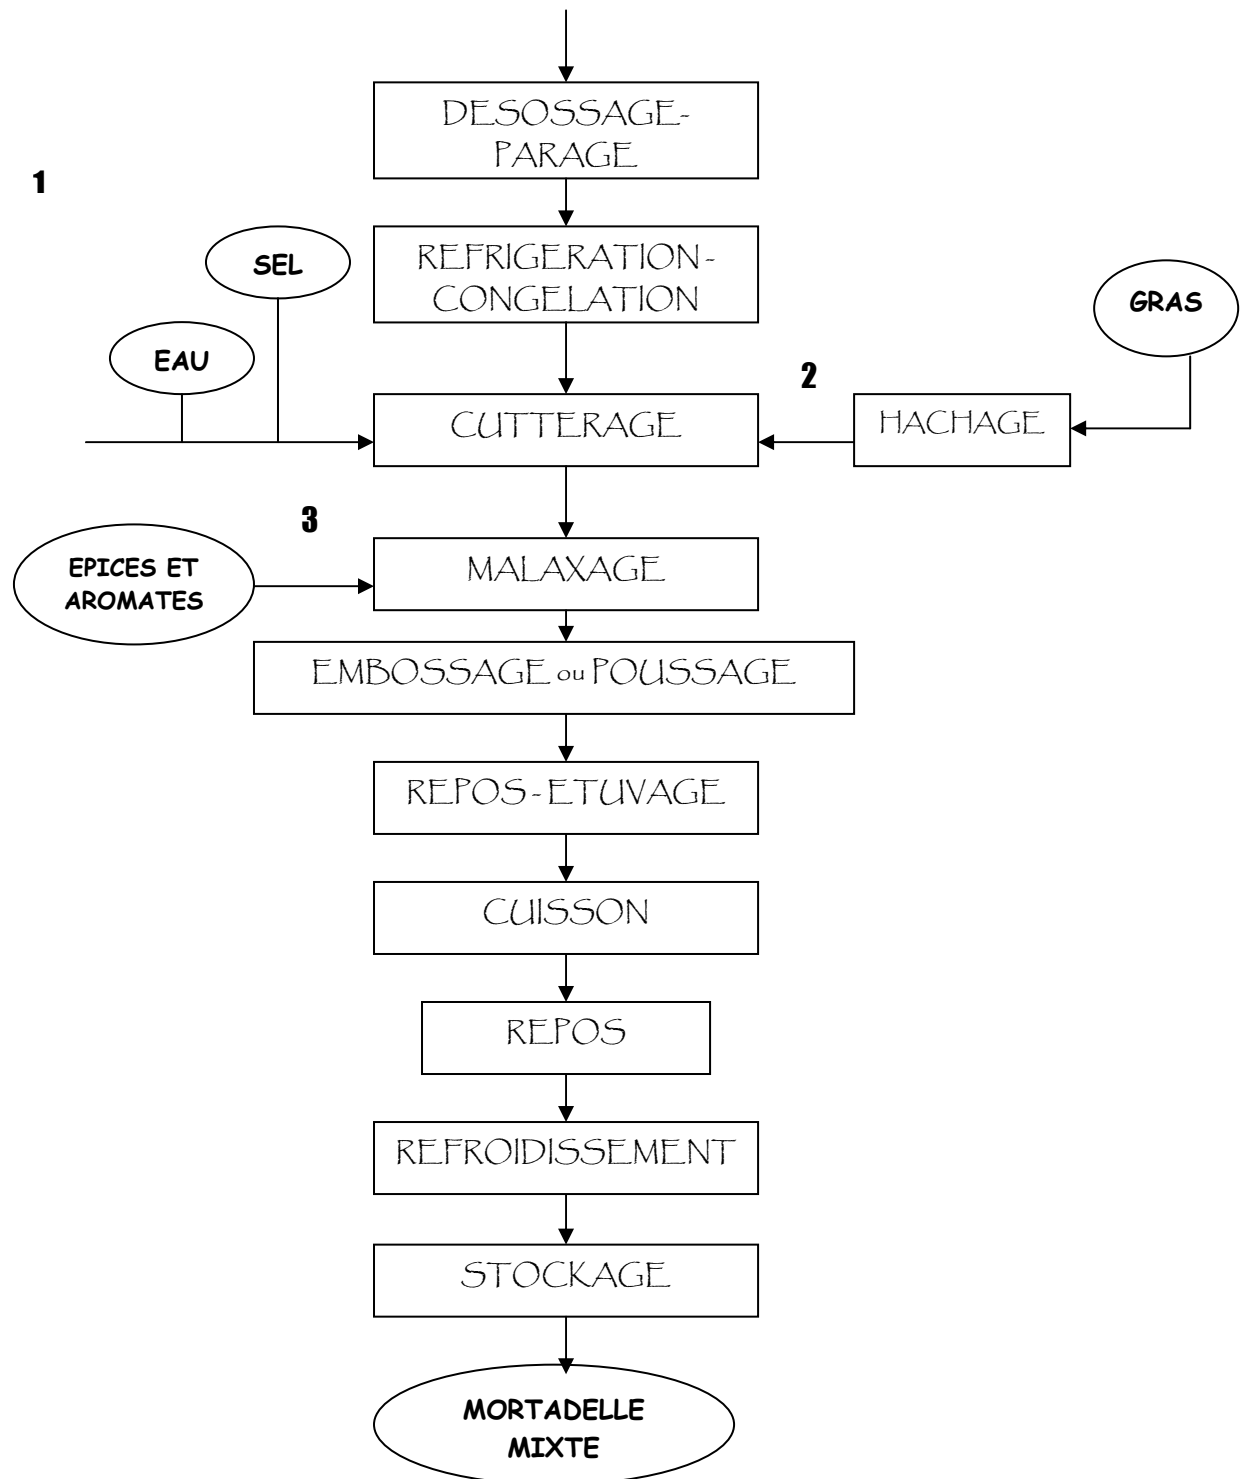 DESOSSAGE-
PARAGE
1
REFRIGERATION-
CONGELATION
SEL
GRAS
EAU
2
CUTTERAGE
HACHAGE
3
EPICES ET
AROMATES
MALAXAGE
EMBOSSAGE ou POUSSAGE
REPOS-ETUVAGE
CUISSON
REPOS
REFROIDISSEMENT
STOCKAGE
MORTADELLE
MIXTE